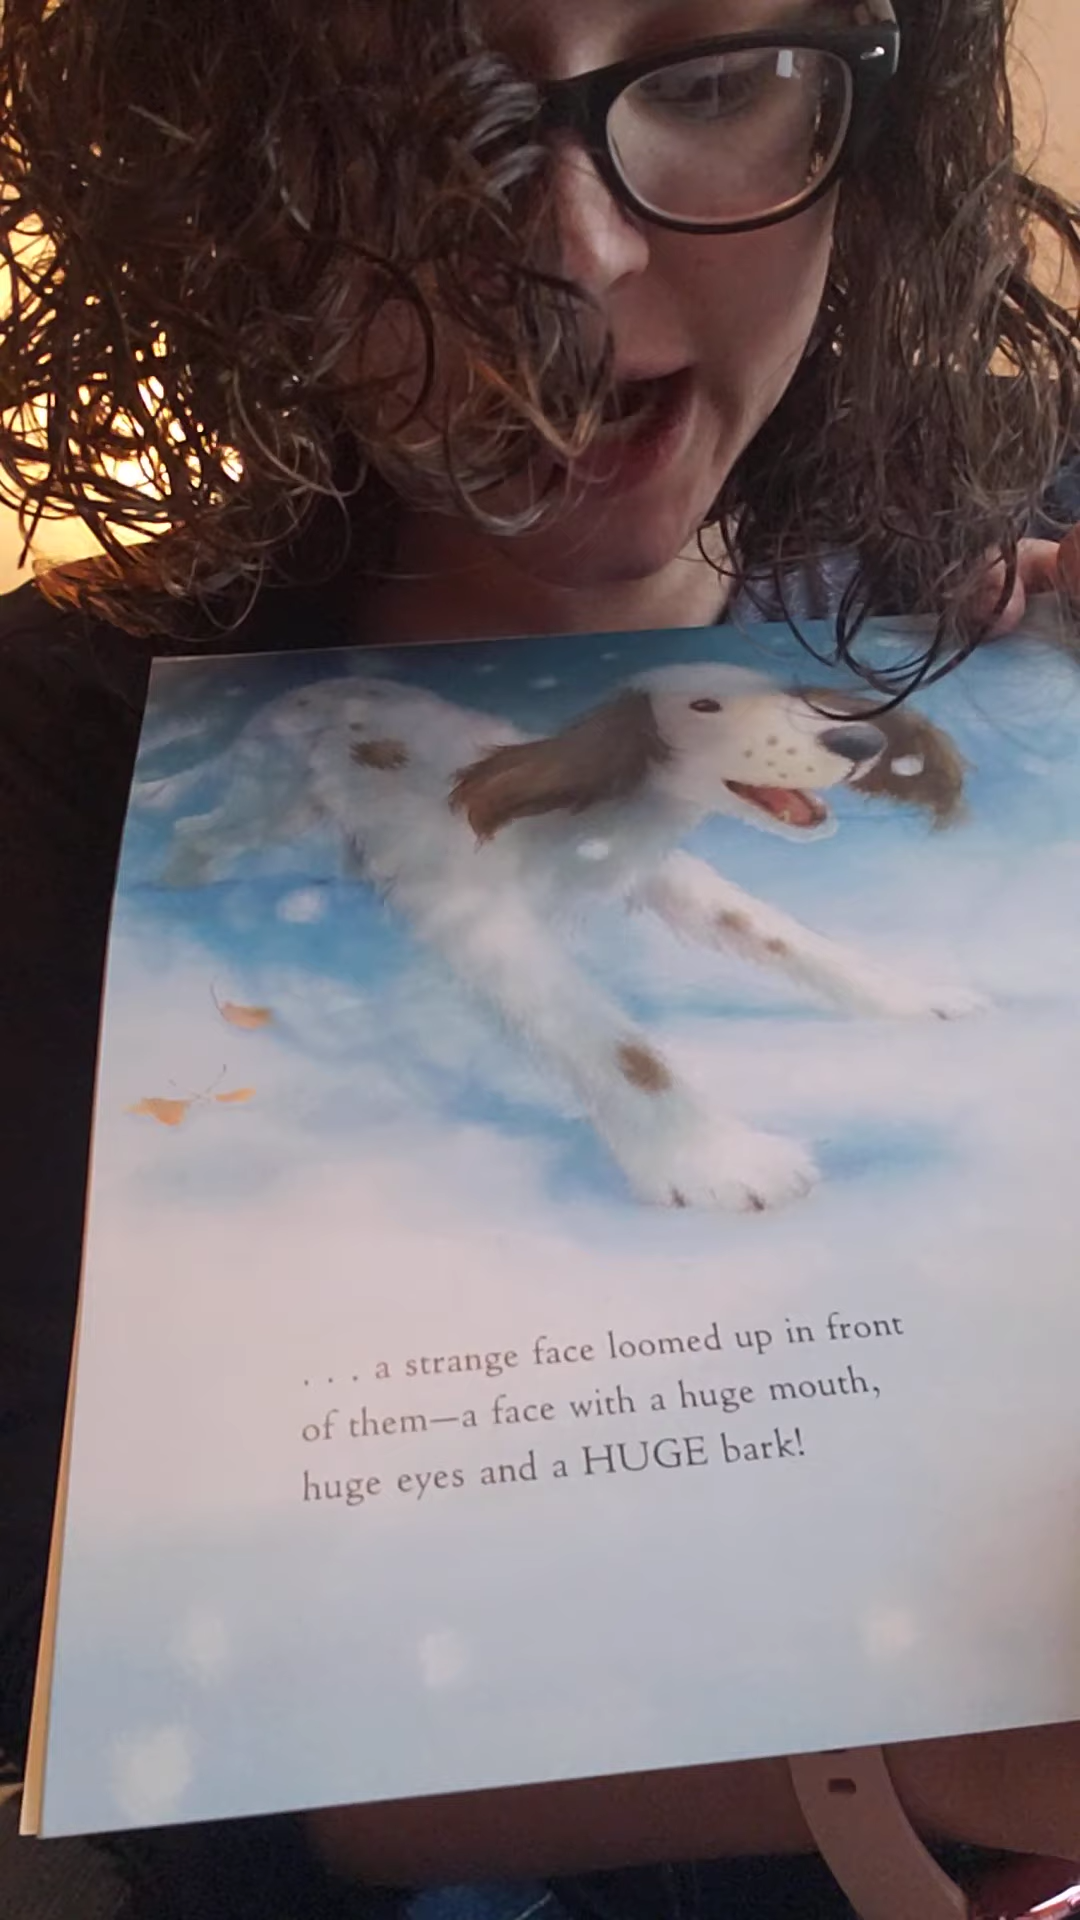 . . . a strange face loomed up in front
of them—a face with a huge mouth,
huge eyes and a HUGE bark!